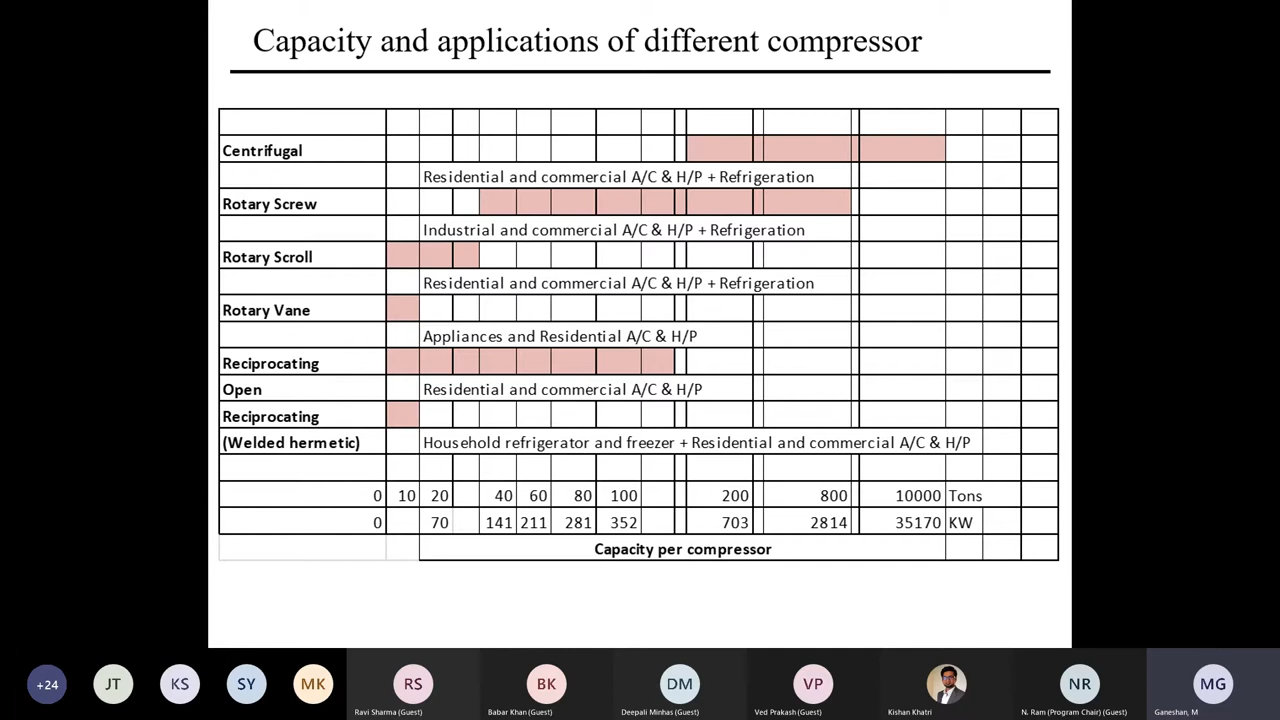 Capacity and applications of different compressor
Centrifugal
Residential and commercial A/C & H/P + Refrigeration
Rotary Screw
Industrial and commercial A/C & H/P + Refrigeration
Rotary Scroll
Residential and commercial A/C & H/P + Refrigeration
Rotary Vane
Appliances and Residential A/C & H/P
Reciprocating
Open Residential and commercial A/C & H/P
Reciprocating
(Welded hermetic) Household refrigerator and freezer + Residential and commercial A/C & H/P
0 10 20 40 60 80 100 200 800 10000 Tons
0 70 141 211 281 352 703 2814 35170 KW
Capacity per compressor
+24 JT KS SY MK RS BK DM VP NR MG
Ravi Sharma (Guest) Babar Khan (Guest) Deepali Minhas (Guest) Ved Prakash (Guest) Kishan Khatri N. Ram (Program Chair) (Guest) Ganeshan, M